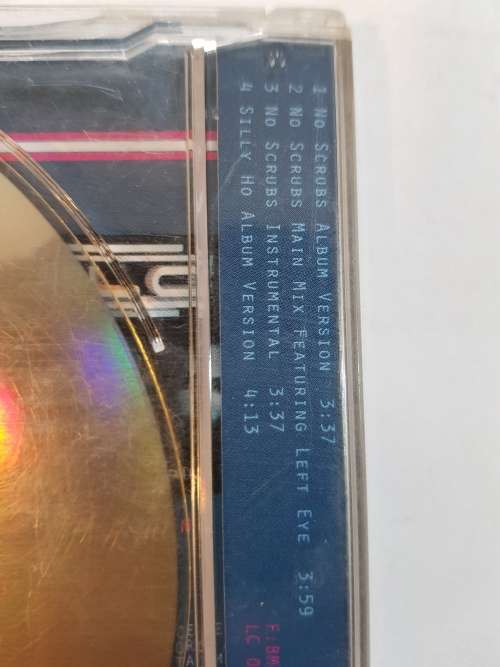 1 No Scrubs Album Version 3:37
2 No Scrubs Main Mix Featuring Left Eye 3:59
3 No Scrubs Instrumental 3:37
4 Silly Ho Album Version 4:13
LC